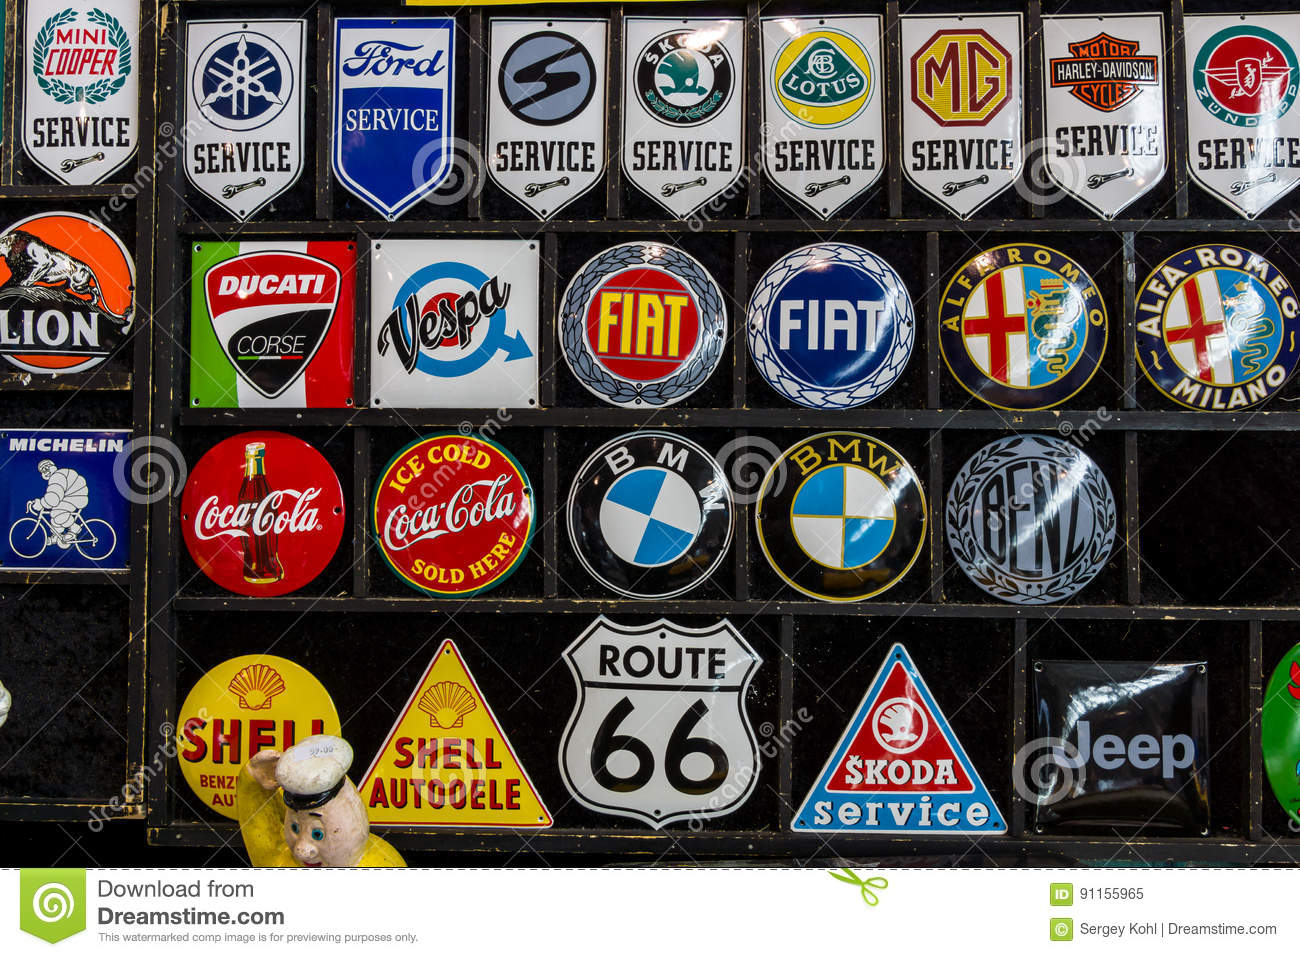 MINI
COOPER
SERVICE
SERVICE
Ford
SERVICE
SERVICE
ŠKODA
SERVICE
LOTUS
SERVICE
MG
SERVICE
MOTOR
HARLEY-DAVIDSON
CYCLES
SERVICE
ZÜNDAPP
SERVICE
LION
DUCATI
CORSE
Vespa
FIAT
FIAT
ALFA ROMEO
ALFA-ROMEO
MILANO
MICHELIN
Coca-Cola
ICE COLD
Coca-Cola
SOLD HERE
BMW
BMW
BENZ
SHELL
BENZ
AU
SHELL
AUTOOELE
ROUTE
66
ŠKODA
service
Jeep
Download from
Dreamstime.com
This watermarked comp image is for previewing purposes only.
ID 91155965
© Sergey Kohl | Dreamstime.com